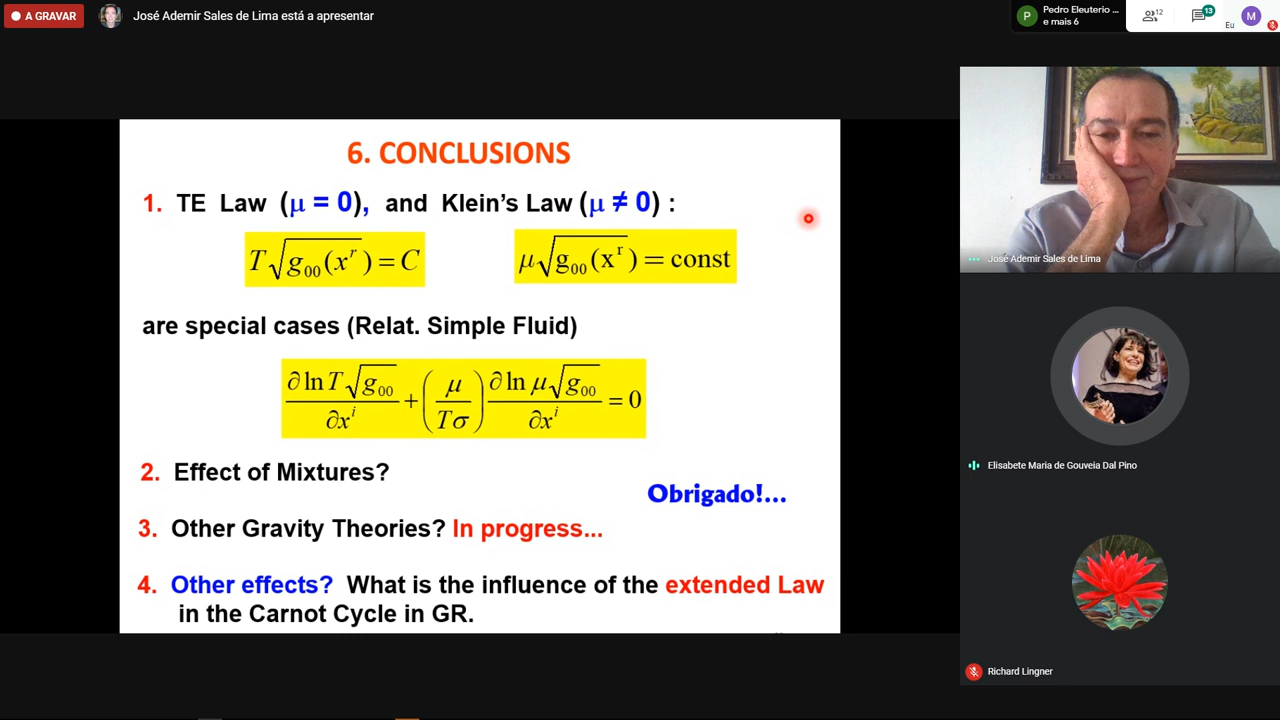 A GRAVAR
José Ademir Sales de Lima está a apresentar
P
Pedro Eleuterio ...
e mais 6
12
13
Eu
M
6. CONCLUSIONS
1. TE Law (μ = 0), and Klein's Law (μ ≠ 0) :
T√g₀₀(xʳ) = C
μ√g₀₀(xʳ) = const
are special cases (Relat. Simple Fluid)
∂ ln T√g₀₀/∂xⁱ + (μ/Tσ) ∂ ln μ√g₀₀/∂xⁱ = 0
2. Effect of Mixtures?
Obrigado!...
3. Other Gravity Theories? In progress...
4. Other effects? What is the influence of the extended Law
in the Carnot Cycle in GR.
José Ademir Sales de Lima
Elisabete Maria de Gouveia Dal Pino
Richard Lingner